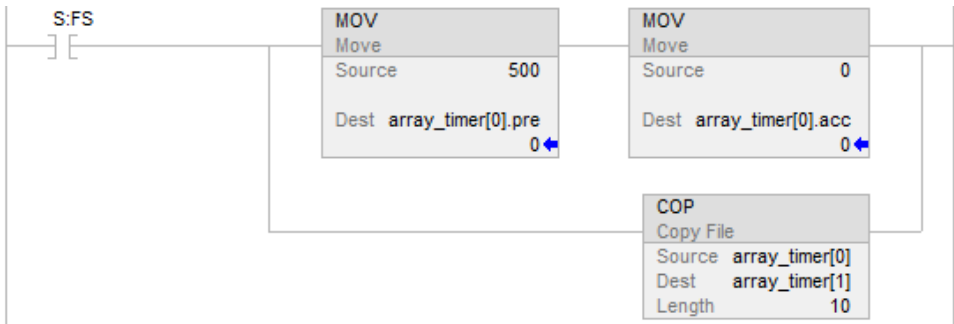 S:FS
MOV
Move
Source 500
Dest array_timer[0].pre
0
MOV
Move
Source 0
Dest array_timer[0].acc
0
COP
Copy File
Source array_timer[0]
Dest array_timer[1]
Length 10